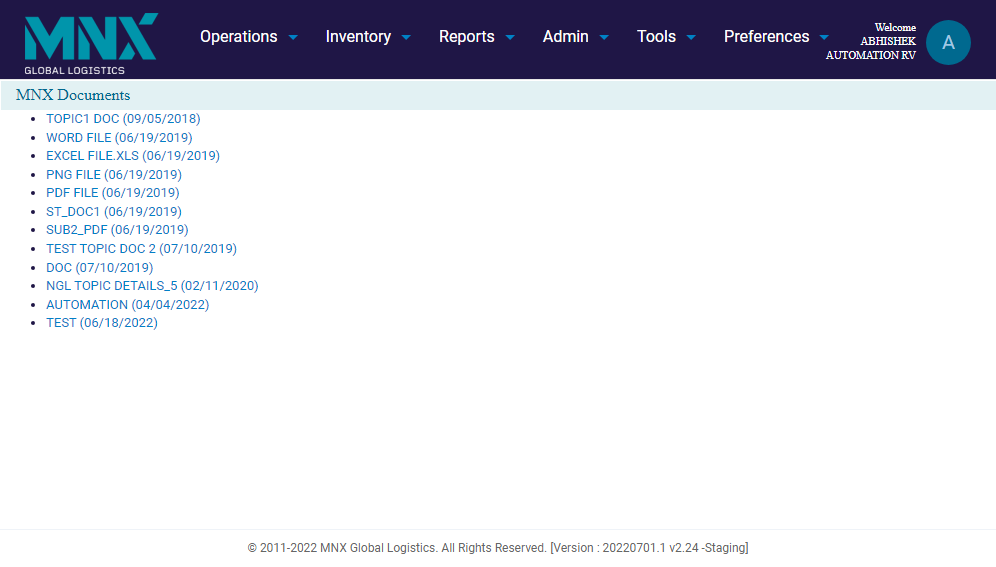 MNX
GLOBAL LOGISTICS
Operations
Inventory
Reports
Admin
Tools
Preferences
Welcome
ABHISHEK
AUTOMATION RV
A
MNX Documents
TOPIC1 DOC (09/05/2018)
WORD FILE (06/19/2019)
EXCEL FILE.XLS (06/19/2019)
PNG FILE (06/19/2019)
PDF FILE (06/19/2019)
ST_DOC1 (06/19/2019)
SUB2_PDF (06/19/2019)
TEST TOPIC DOC 2 (07/10/2019)
DOC (07/10/2019)
NGL TOPIC DETAILS_5 (02/11/2020)
AUTOMATION (04/04/2022)
TEST (06/18/2022)
© 2011-2022 MNX Global Logistics. All Rights Reserved. [Version : 20220701.1 v2.24 -Staging]